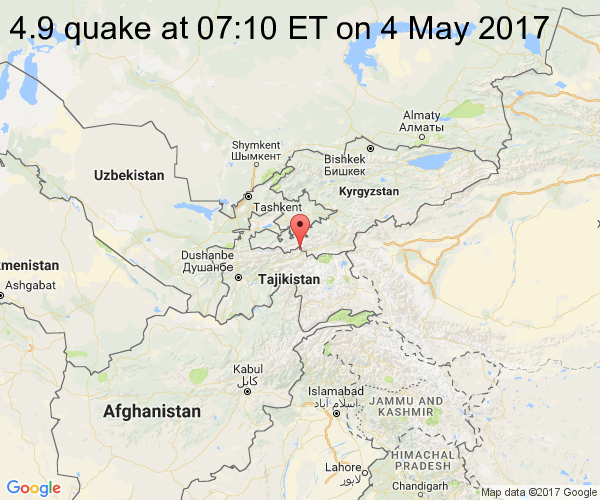 4.9 quake at 07:10 ET on 4 May 2017
Almaty
Алматы
Shymkent
Шымкент
Bishkek
Бишкек
Uzbekistan
Kyrgyzstan
Tashkent
Dushanbe
Душанбе
kmenistan
Tajikistan
Ashgabat
Kabul
کابل
Islamabad
اسلام آباد
JAMMU AND
KASHMIR
Afghanistan
HIMACHAL
PRADESH
Lahore
لاہور
Chandigarh
Google
Map data ©2017 Google